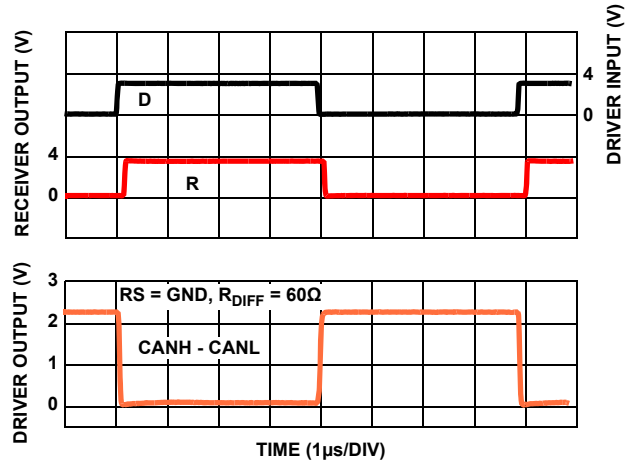 RECEIVER OUTPUT (V)
4
0
D
R
4
0
DRIVER INPUT (V)
DRIVER OUTPUT (V)
3
2
1
0
RS = GND, RDIFF = 60Ω
CANH - CANL
TIME (1µs/DIV)